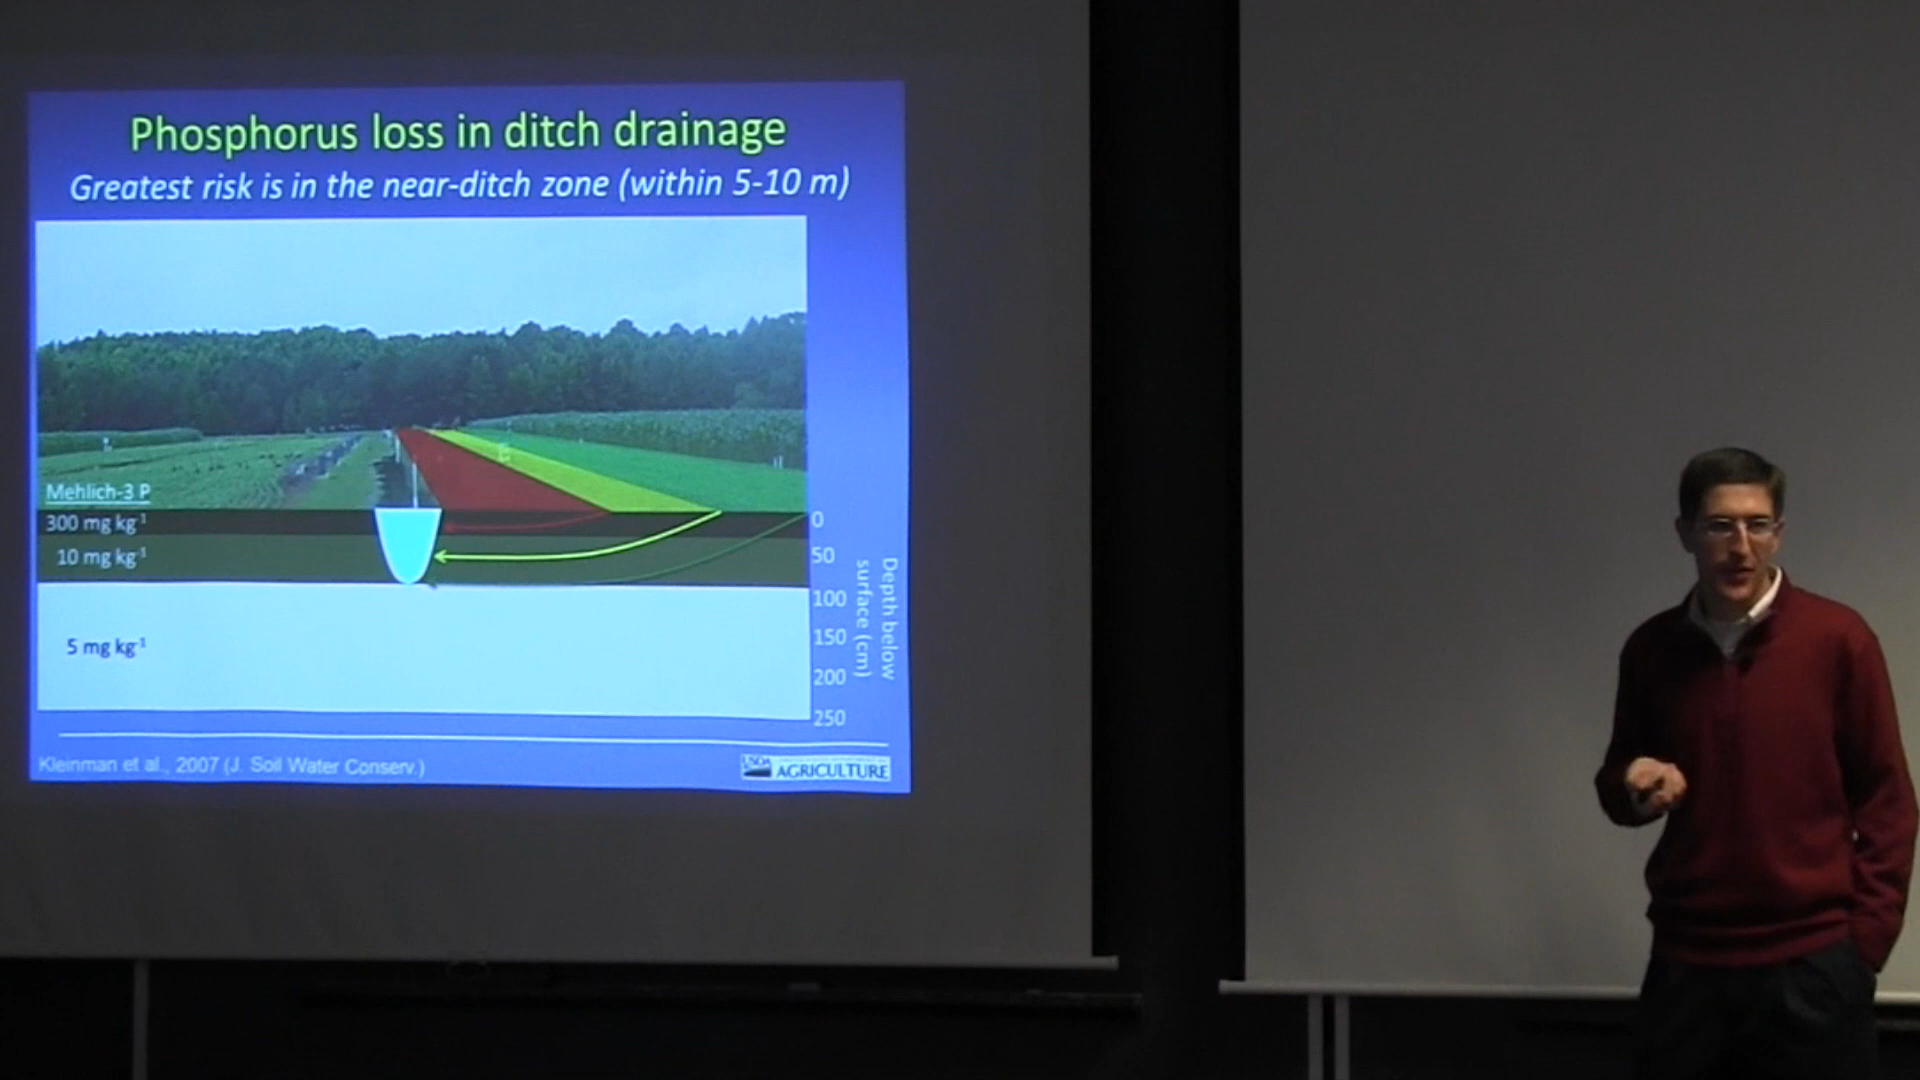 Phosphorus loss in ditch drainage
Greatest risk is in the near-ditch zone (within 5-10 m)
Mehlich-3 P
300 mg kg-1
10 mg kg-1
5 mg kg-1
0
50
100
150
200
250
Depth below
surface (cm)
Kleinman et al., 2007 (J. Soil Water Conserv.)
USDA
AGRICULTURE